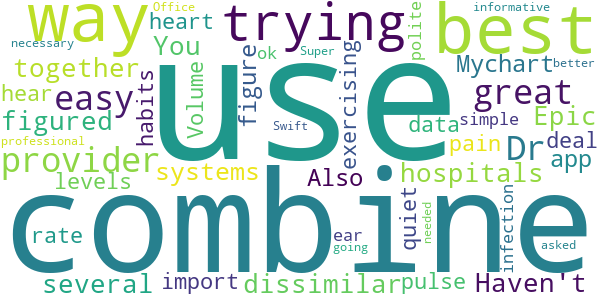 necessary Office informative
way heart trying polite best
You ok Super
together Volume figure exercising Mychart better
hear easy habits great
figured use Swift data simple Epic
professional pain Dr deal
provider systems hospitals app
levels Also
combine
quiet infection
rate ear needed asked
going
several import dissimilar pulse Haven't